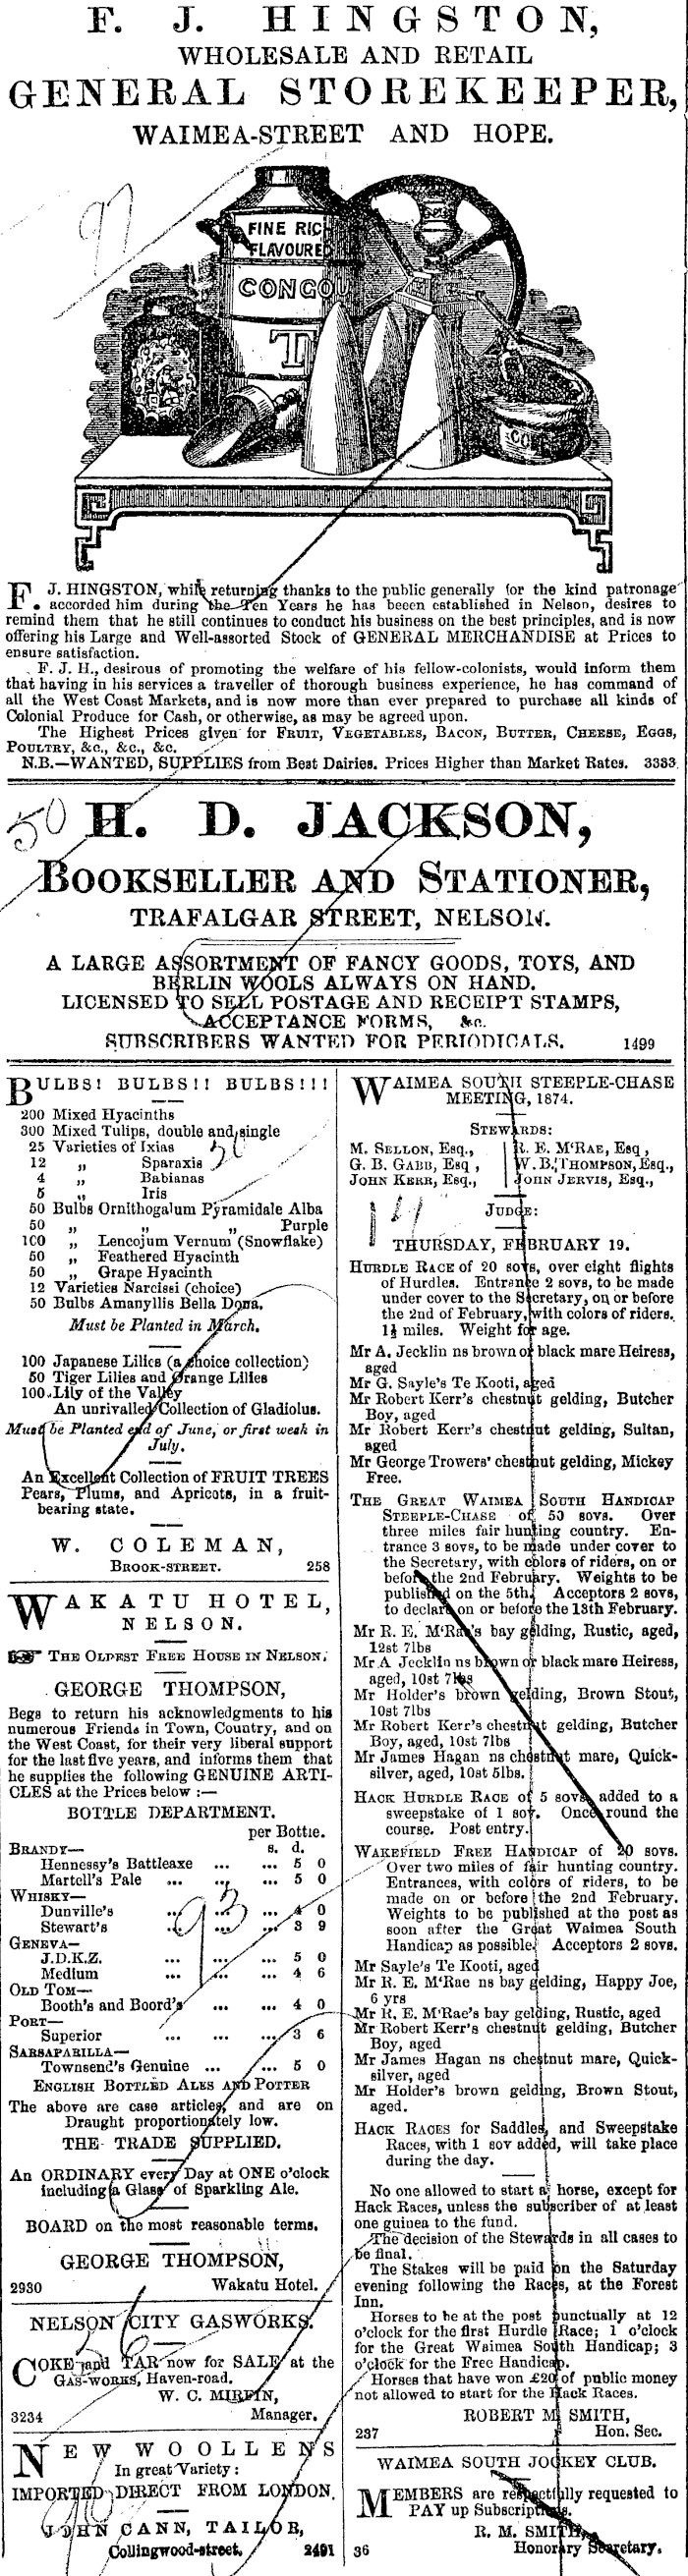 F. J. HINGSTON,
WHOLESALE AND RETAIL
GENERAL STOREKEEPER,
WAIMEA-STREET AND HOPE.
97
FINE RICH
FLAVOURED
CONGOU
T
F. J. HINGSTON, while returning thanks to the public generally for the kind patronage
accorded him during the Ten Years he has beeen established in Nelson, desires to
remind them that he still continues to conduct his business on the best principles, and is now
offering his Large and Well-assorted Stock of GENERAL MERCHANDISE at Prices to
ensure satisfaction.
F. J. H., desirous of promoting the welfare of his fellow-colonists, would inform them
that having in his services a traveller of thorough business experience, he has command of
all the West Coast Markets, and is now more than ever prepared to purchase all kinds of
Colonial Produce for Cash, or otherwise, as may be agreed upon.
The Highest Prices given for FRUIT, VEGETABLES, BACON, BUTTER, CHEESE, EGGS,
POULTRY, &c., &c., &c.
N.B.—WANTED, SUPPLIES from Best Dairies. Prices Higher than Market Rates. 3383
50
H. D. JACKSON,
BOOKSELLER AND STATIONER,
TRAFALGAR STREET, NELSON.
A LARGE ASSORTMENT OF FANCY GOODS, TOYS, AND
BERLIN WOOLS ALWAYS ON HAND.
LICENSED TO SELL POSTAGE AND RECEIPT STAMPS,
ACCEPTANCE FORMS, &c.
SUBSCRIBERS WANTED FOR PERIODICALS. 1499
BULBS! BULBS!! BULBS!!!
200 Mixed Hyacinths
300 Mixed Tulips, double and single
25 Varieties of Ixias
12 „ Sparaxis
4 „ Babianas
5 „ Iris
50 Bulbs Ornithogalum Pyramidale Alba
50 „ „ „ Purple
100 „ Lencojum Vernum (Snowflake)
50 „ Feathered Hyacinth
50 „ Grape Hyacinth
12 Varieties Narcissi (choice)
50 Bulbs Amanyllis Bella Dona.
Must be Planted in March.
100 Japanese Lilies (a choice collection)
50 Tiger Lilies and Orange Lilies
100 Lily of the Valley
An unrivalled Collection of Gladiolus.
Must be Planted end of June, or first week in
July.
An Excellent Collection of FRUIT TREES
Pears, Plums, and Apricots, in a fruit-
bearing state.
W. COLEMAN,
BROOK-STREET. 258
WAKATU HOTEL,
NELSON.
THE OLDEST FREE HOUSE IN NELSON.
GEORGE THOMPSON,
Begs to return his acknowledgments to his
numerous Friends in Town, Country, and on
the West Coast, for their very liberal support
for the last five years, and informs them that
he supplies the following GENUINE ARTI-
CLES at the Prices below :—
BOTTLE DEPARTMENT.
per Bottle.
BRANDY— s. d.
Hennessy's Battleaxe ... ... 5 0
Martell's Pale ... ... ... 5 0
WHISKY—
Dunville's ... ... ... 4 0
Stewart's ... ... ... 3 9
GENEVA—
J.D.K.Z. ... ... ... 5 0
Medium ... ... ... 4 6
OLD TOM—
Booth's and Boord's ... ... 4 0
PORT—
Superior ... ... ... 3 6
SARSAPARILLA—
Townsend's Genuine ... ... 5 0
ENGLISH BOTTLED ALES AND POTTER
The above are case articles, and are on
Draught proportionately low.
THE TRADE SUPPLIED.
An ORDINARY every Day at ONE o'clock
including a Glass of Sparkling Ale.
BOARD on the most reasonable terms.
GEORGE THOMPSON,
2930 Wakatu Hotel.
93
NELSON CITY GASWORKS.
56
COKE and TAR now for SALE at the
GAS-WORKS, Haven-road.
W. C. MIRFIN,
3234 Manager.
NEW WOOLLENS
In great Variety :
IMPORTED DIRECT FROM LONDON.
JOHN CANN, TAILOR,
Collingwood-street. 2491
WAIMEA SOUTH STEEPLE-CHASE
MEETING, 1874.
STEWARDS:
M. SELLON, Esq., R. E. M'RAE, Esq,
G. B. GABB, Esq, W. B. THOMPSON, Esq.,
JOHN KERR, Esq., JOHN JERVIS, Esq.,
JUDGE:
THURSDAY, FEBRUARY 19.
HURDLE RACE of 20 sovs, over eight flights
of Hurdles. Entrance 2 sovs, to be made
under cover to the Secretary, on or before
the 2nd of February, with colors of riders.
1½ miles. Weight for age.
Mr A. Jecklin ns brown or black mare Heiress,
aged
Mr G. Sayle's Te Kooti, aged
Mr Robert Kerr's chestnut gelding, Butcher
Boy, aged
Mr Robert Kerr's chestnut gelding, Sultan,
aged
Mr George Trowers' chestnut gelding, Mickey
Free.
THE GREAT WAIMEA SOUTH HANDICAP
STEEPLE-CHASE of 50 sovs. Over
three miles fair hunting country. En-
trance 3 sovs, to be made under cover to
the Secretary, with colors of riders, on or
before the 2nd February. Weights to be
published on the 5th. Acceptors 2 sovs,
to declare on or before the 13th February.
Mr R. E. M'Rae's bay gelding, Rustic, aged,
12st 7lbs
Mr A Jecklin ns brown or black mare Heiress,
aged, 10st 7lbs
Mr Holder's brown gelding, Brown Stout,
10st 7lbs
Mr Robert Kerr's chestnut gelding, Butcher
Boy, aged, 10st 7lbs
Mr James Hagan ns chestnut mare, Quick-
silver, aged, 10st 5lbs.
HACK HURDLE RACE of 5 sovs added to a
sweepstake of 1 sov. Once round the
course. Post entry.
WAKEFIELD FREE HANDICAP of 20 sovs.
Over two miles of fair hunting country.
Entrances, with colors of riders, to be
made on or before the 2nd February.
Weights to be published at the post as
soon after the Great Waimea South
Handicap as possible. Acceptors 2 sovs.
Mr Sayle's Te Kooti, aged
Mr R. E. M'Rae ns bay gelding, Happy Joe,
6 yrs
Mr R. E. M'Rae's bay gelding, Rustic, aged
Mr Robert Kerr's chestnut gelding, Butcher
Boy, aged
Mr James Hagan ns chestnut mare, Quick-
silver, aged
Mr Holder's brown gelding, Brown Stout,
aged.
HACK RACES for Saddles, and Sweepstake
Races, with 1 sov added, will take place
during the day.
No one allowed to start a horse, except for
Hack Races, unless the subscriber of at least
one guinea to the fund.
The decision of the Stewards in all cases to
be final.
The Stakes will be paid on the Saturday
evening following the Races, at the Forest
Inn.
Horses to be at the post punctually at 12
o'clock for the first Hurdle Race; 1 o'clock
for the Great Waimea South Handicap; 3
o'clock for the Free Handicap.
Horses that have won £20 of public money
not allowed to start for the Hack Races.
ROBERT M. SMITH,
237 Hon. Sec.
WAIMEA SOUTH JOCKEY CLUB.
MEMBERS are respectfully requested to
PAY up Subscriptions.
R. M. SMITH,
36 Honorary Secretary.